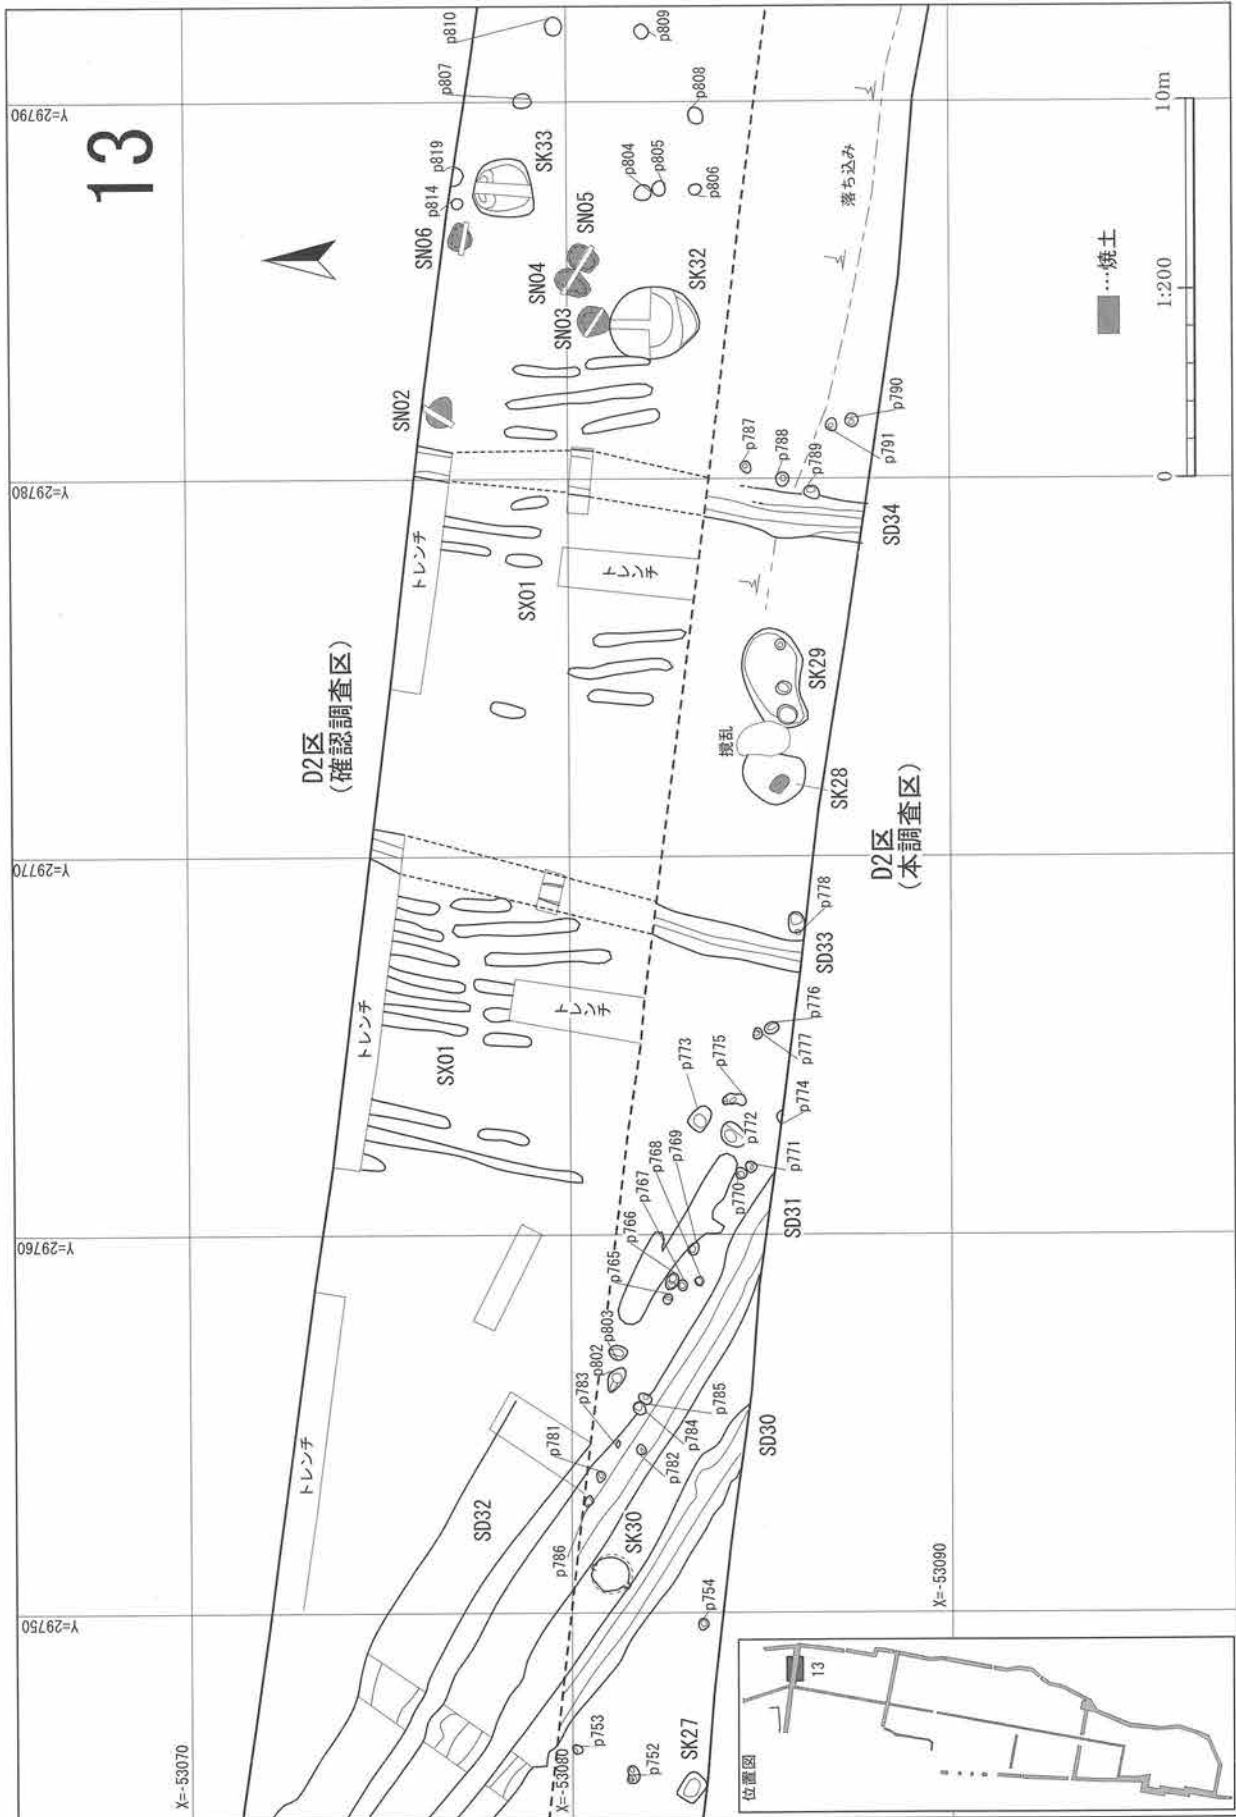 13
Y=29790
Y=29780
Y=29770
Y=29760
Y=29750
X=-53070
X=-53080
X=-53090
D2区
(確認調査区)
D2区
(本調査区)
p810
p809
p807
p808
p819
p814
SK33
p804
p805
p806
SN06
SN05
SN04
SN03
SK32
SN02
落ち込み
…焼土
10m
1:200
0
p787
p788
p789
p790
p791
SD34
トレンチ
SX01
トレンチ
SK29
撹乱
SK28
p778
SD33
トレンチ
トレンチ
SX01
p776
p777
p773
p775
p774
p772
p771
p770
p769
p768
p767
p766
p765
SD31
p803
p802
p783
p785
p784
p782
p781
SD30
トレンチ
SD32
p786
SK30
p754
p753
p752
SK27
位置図
13